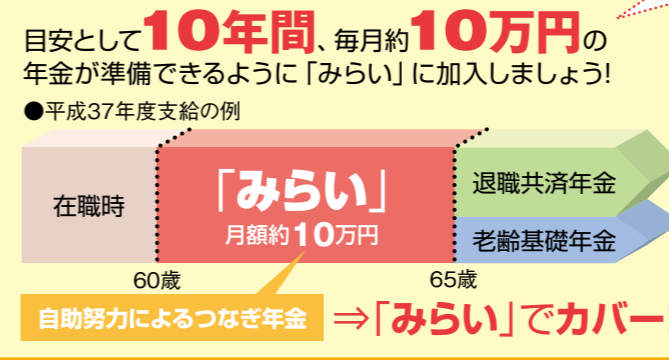 目安として10年間、毎月約10万円の
年金が準備できるように「みらい」に加入しましょう!
●平成37年度支給の例
在職時
「みらい」
月額約10万円
退職共済年金
老齢基礎年金
60歳
65歳
自助努力によるつなぎ年金
⇒「みらい」でカバー